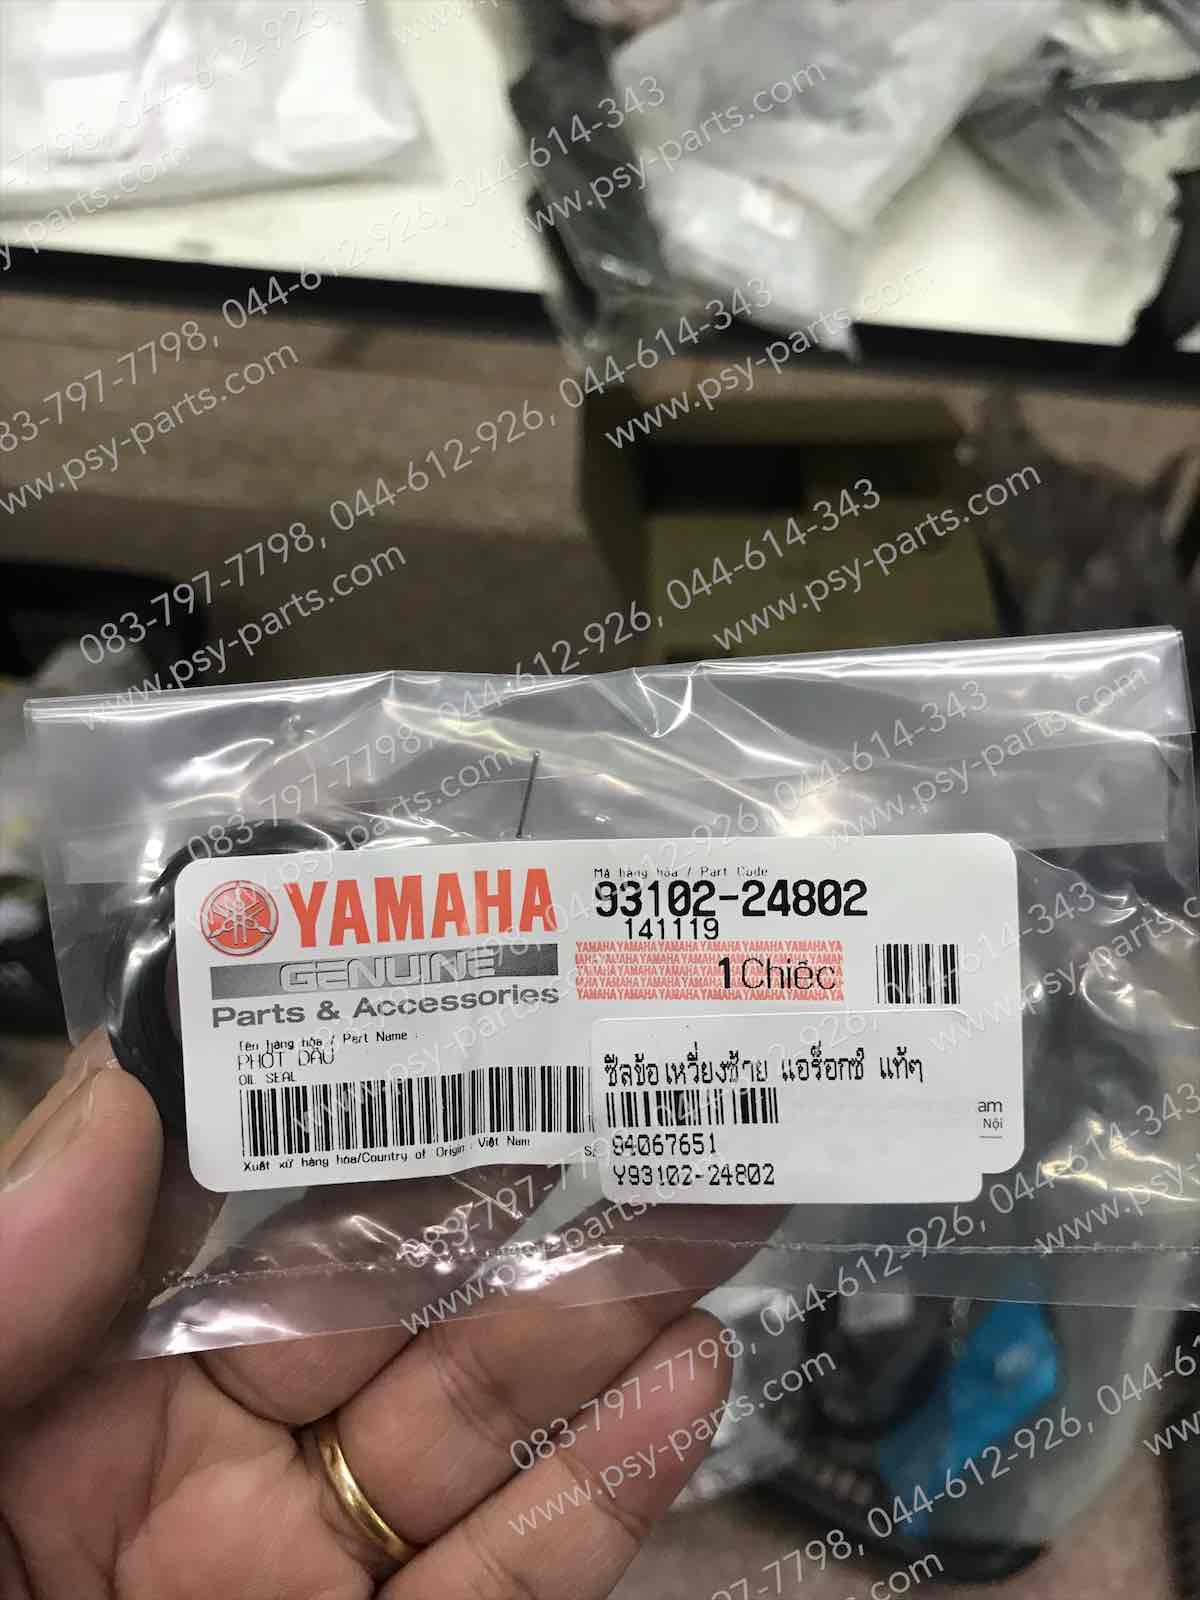 YAMAHA
GENUINE
Parts & Accessories
Mã hàng hóa / Part Code
93102-24802
141119
1Chiếc
Tên hàng hóa / Part Name :
PHỚT DẦU
OIL SEAL
Xuất xứ hàng hóa/Country of Origin : Việt Nam
am
Nội
ซีลข้อเหวี่ยงซ้าย แอร็อกซ์ แท้ๆ
94067651
Y93102-24802
083-797-7798, 044-612-926, 044-614-343
www.psy-parts.com